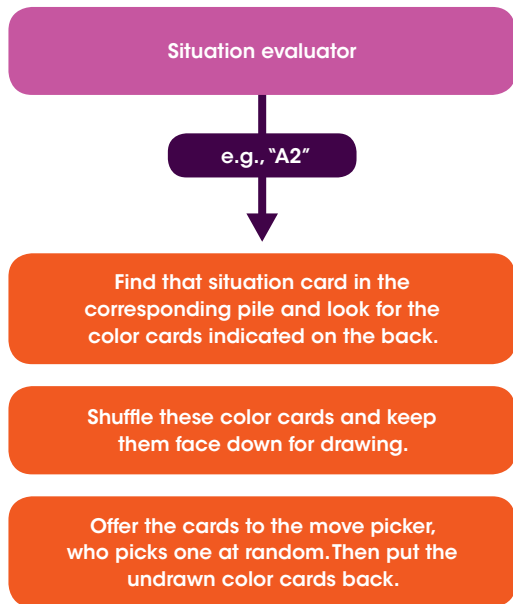 Situation evaluator
e.g., “A2”
Find that situation card in the
corresponding pile and look for the
color cards indicated on the back.
Shuffle these color cards and keep
them face down for drawing.
Offer the cards to the move picker,
who picks one at random. Then put the
undrawn color cards back.